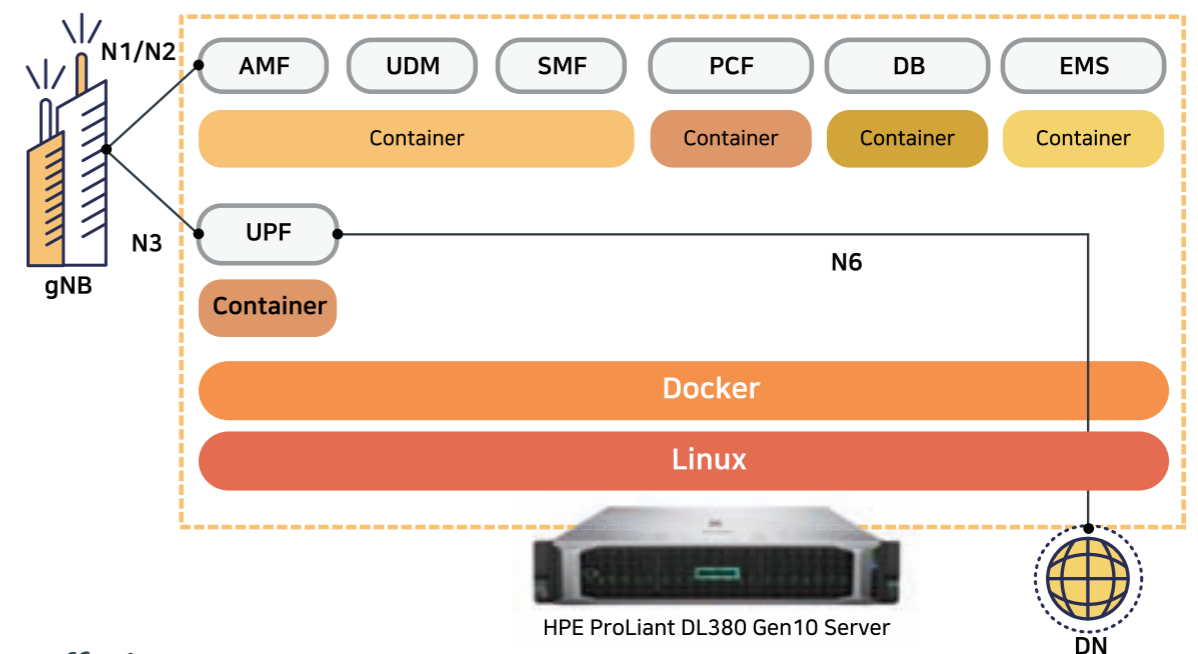 N1/N2
AMF UDM SMF PCF DB EMS
Container Container Container Container
UPF
N3
N6
gNB
Container
Docker
Linux
HPE ProLiant DL380 Gen10 Server
DN